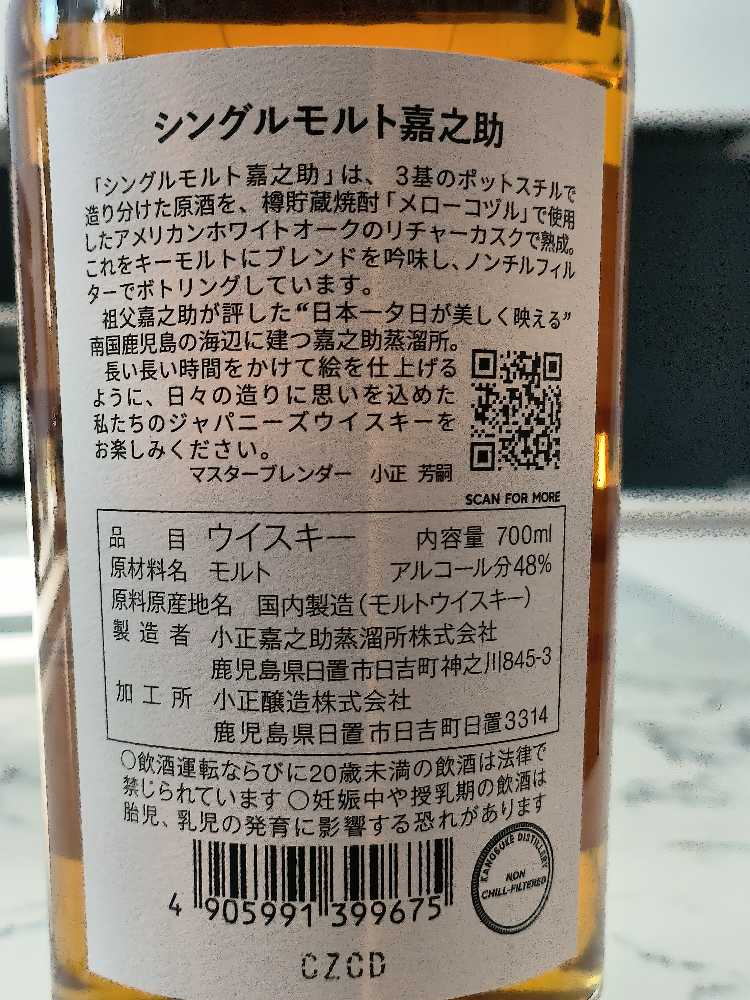 シングルモルト嘉之助
「シングルモルト嘉之助」は、3基のポットスチルで
造り分けた原酒を、樽貯蔵焼酎「メローコヅル」で使用
したアメリカンホワイトオークのリチャーカスクで熟成。
これをキーモルトにブレンドを吟味し、ノンチルフィル
ターでボトリングしています。
祖父嘉之助が評した“日本一夕日が美しく映える”
南国鹿児島の海辺に建つ嘉之助蒸溜所。
長い長い時間をかけて絵を仕上げる
ように、日々の造りに思いを込めた
私たちのジャパニーズウイスキーを
お楽しみください。
マスターブレンダー 小正 芳嗣
SCAN FOR MORE
品目 ウイスキー 内容量 700ml
原材料名 モルト アルコール分48%
原料原産地名 国内製造(モルトウイスキー)
製造者 小正嘉之助蒸溜所株式会社
鹿児島県日置市日吉町神之川845-3
加工所 小正醸造株式会社
鹿児島県日置市日吉町日置3314
○飲酒運転ならびに20歳未満の飲酒は法律で
禁じられています ○妊娠中や授乳期の飲酒は
胎児、乳児の発育に影響する恐れがあります
KANOSUKE DISTILLERY
NON
CHILL-FILTERED
4 905991 399675
CZCD